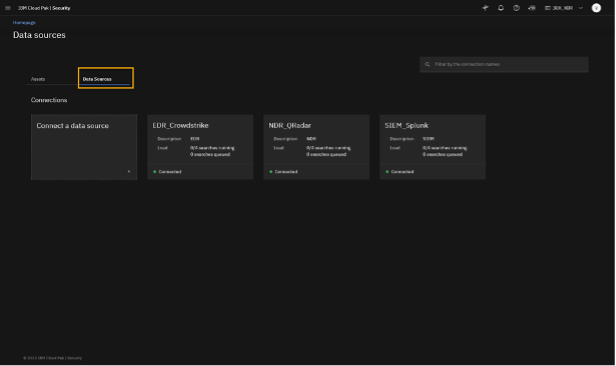 IBM Cloud Pak | Security
Homepage
Data sources
Filter by the connection names
Assets
Data Sources
Connections
Connect a data source
EDR_Crowdstrike
Description EDR
Load 0/4 searches running
0 searches queued
Connected
NDR_QRadar
Description NDR
Load 0/4 searches running
0 searches queued
Connected
SIEM_Splunk
Description SIEM
Load 0/4 searches running
0 searches queued
Connected
IBM Cloud Pak | Security